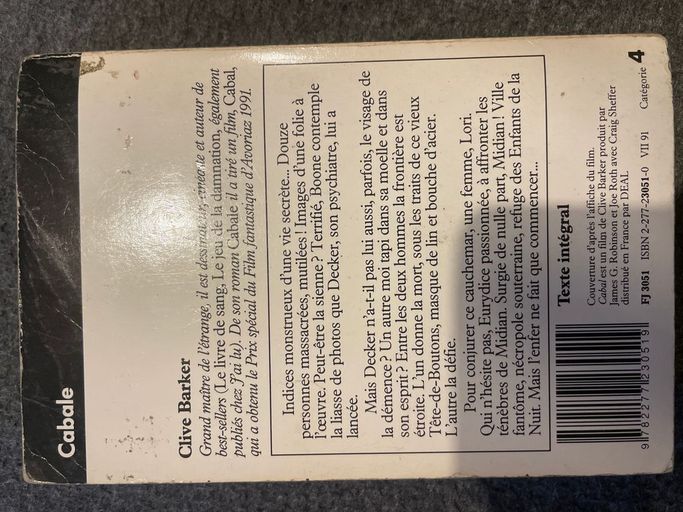 Cabale
Clive Barker
Grand maître de l'étrange, il est dessinateur, cinéaste et auteur de
best-sellers (Le livre de sang, Le jeu de la damnation, également
publiés chez J'ai lu). De son roman Cabale il a tiré un film, Cabal,
qui a obtenu le Prix spécial du Film fantastique d'Avoriaz 1991.
Indices monstrueux d'une vie secrète... Douze
personnes massacrées, mutilées ! Images d'une folie à
l'œuvre. Peut-être la sienne ? Terrifié, Boone contemple
la liasse de photos que Decker, son psychiatre, lui a
lancée.
Mais Decker n'a-t-il pas lui aussi, parfois, le visage de
la démence ? Un autre moi tapi dans sa moelle et dans
son esprit ? Entre les deux hommes la frontière est
étroite. L'un donne la mort, sous les traits de ce vieux
Tête-de-Boutons, masque de lin et bouche d'acier.
L'autre la défie.
Pour conjurer ce cauchemar, une femme, Lori.
Qui n'hésite pas, Eurydice passionnée, à affronter les
ténèbres de Midian. Surgie de nulle part, Midian ! Ville
fantôme, nécropole souterraine, refuge des Enfants de la
Nuit. Mais l'enfer ne fait que commencer...
Texte intégral
Couverture d'après l'affiche du film.
Cabal est un film de Clive Barker produit par
James G. Robinson et Joe Roth avec Craig Sheffer
distribué en France par DEAL
FJ 3051 ISBN 2-277-23051-0 VII 91 Catégorie 4
9 782277 230519